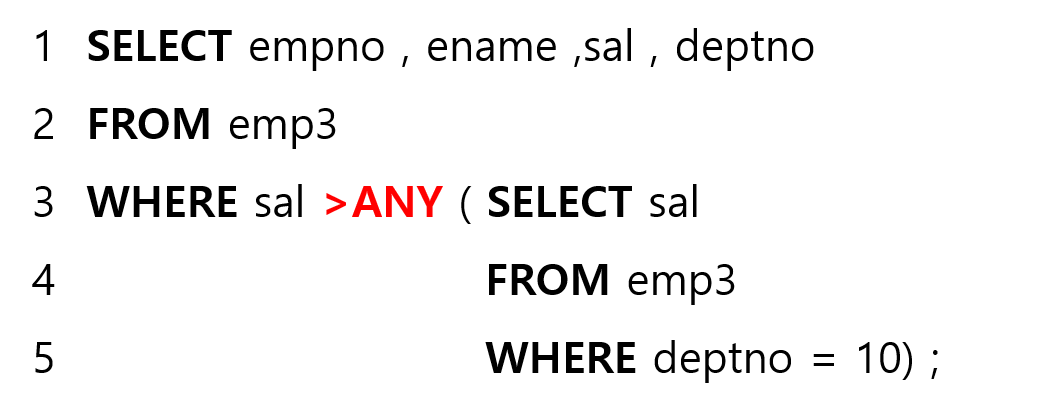 1 SELECT empno , ename ,sal , deptno
2 FROM emp3
3 WHERE sal >ANY ( SELECT sal
4 FROM emp3
5 WHERE deptno = 10) ;